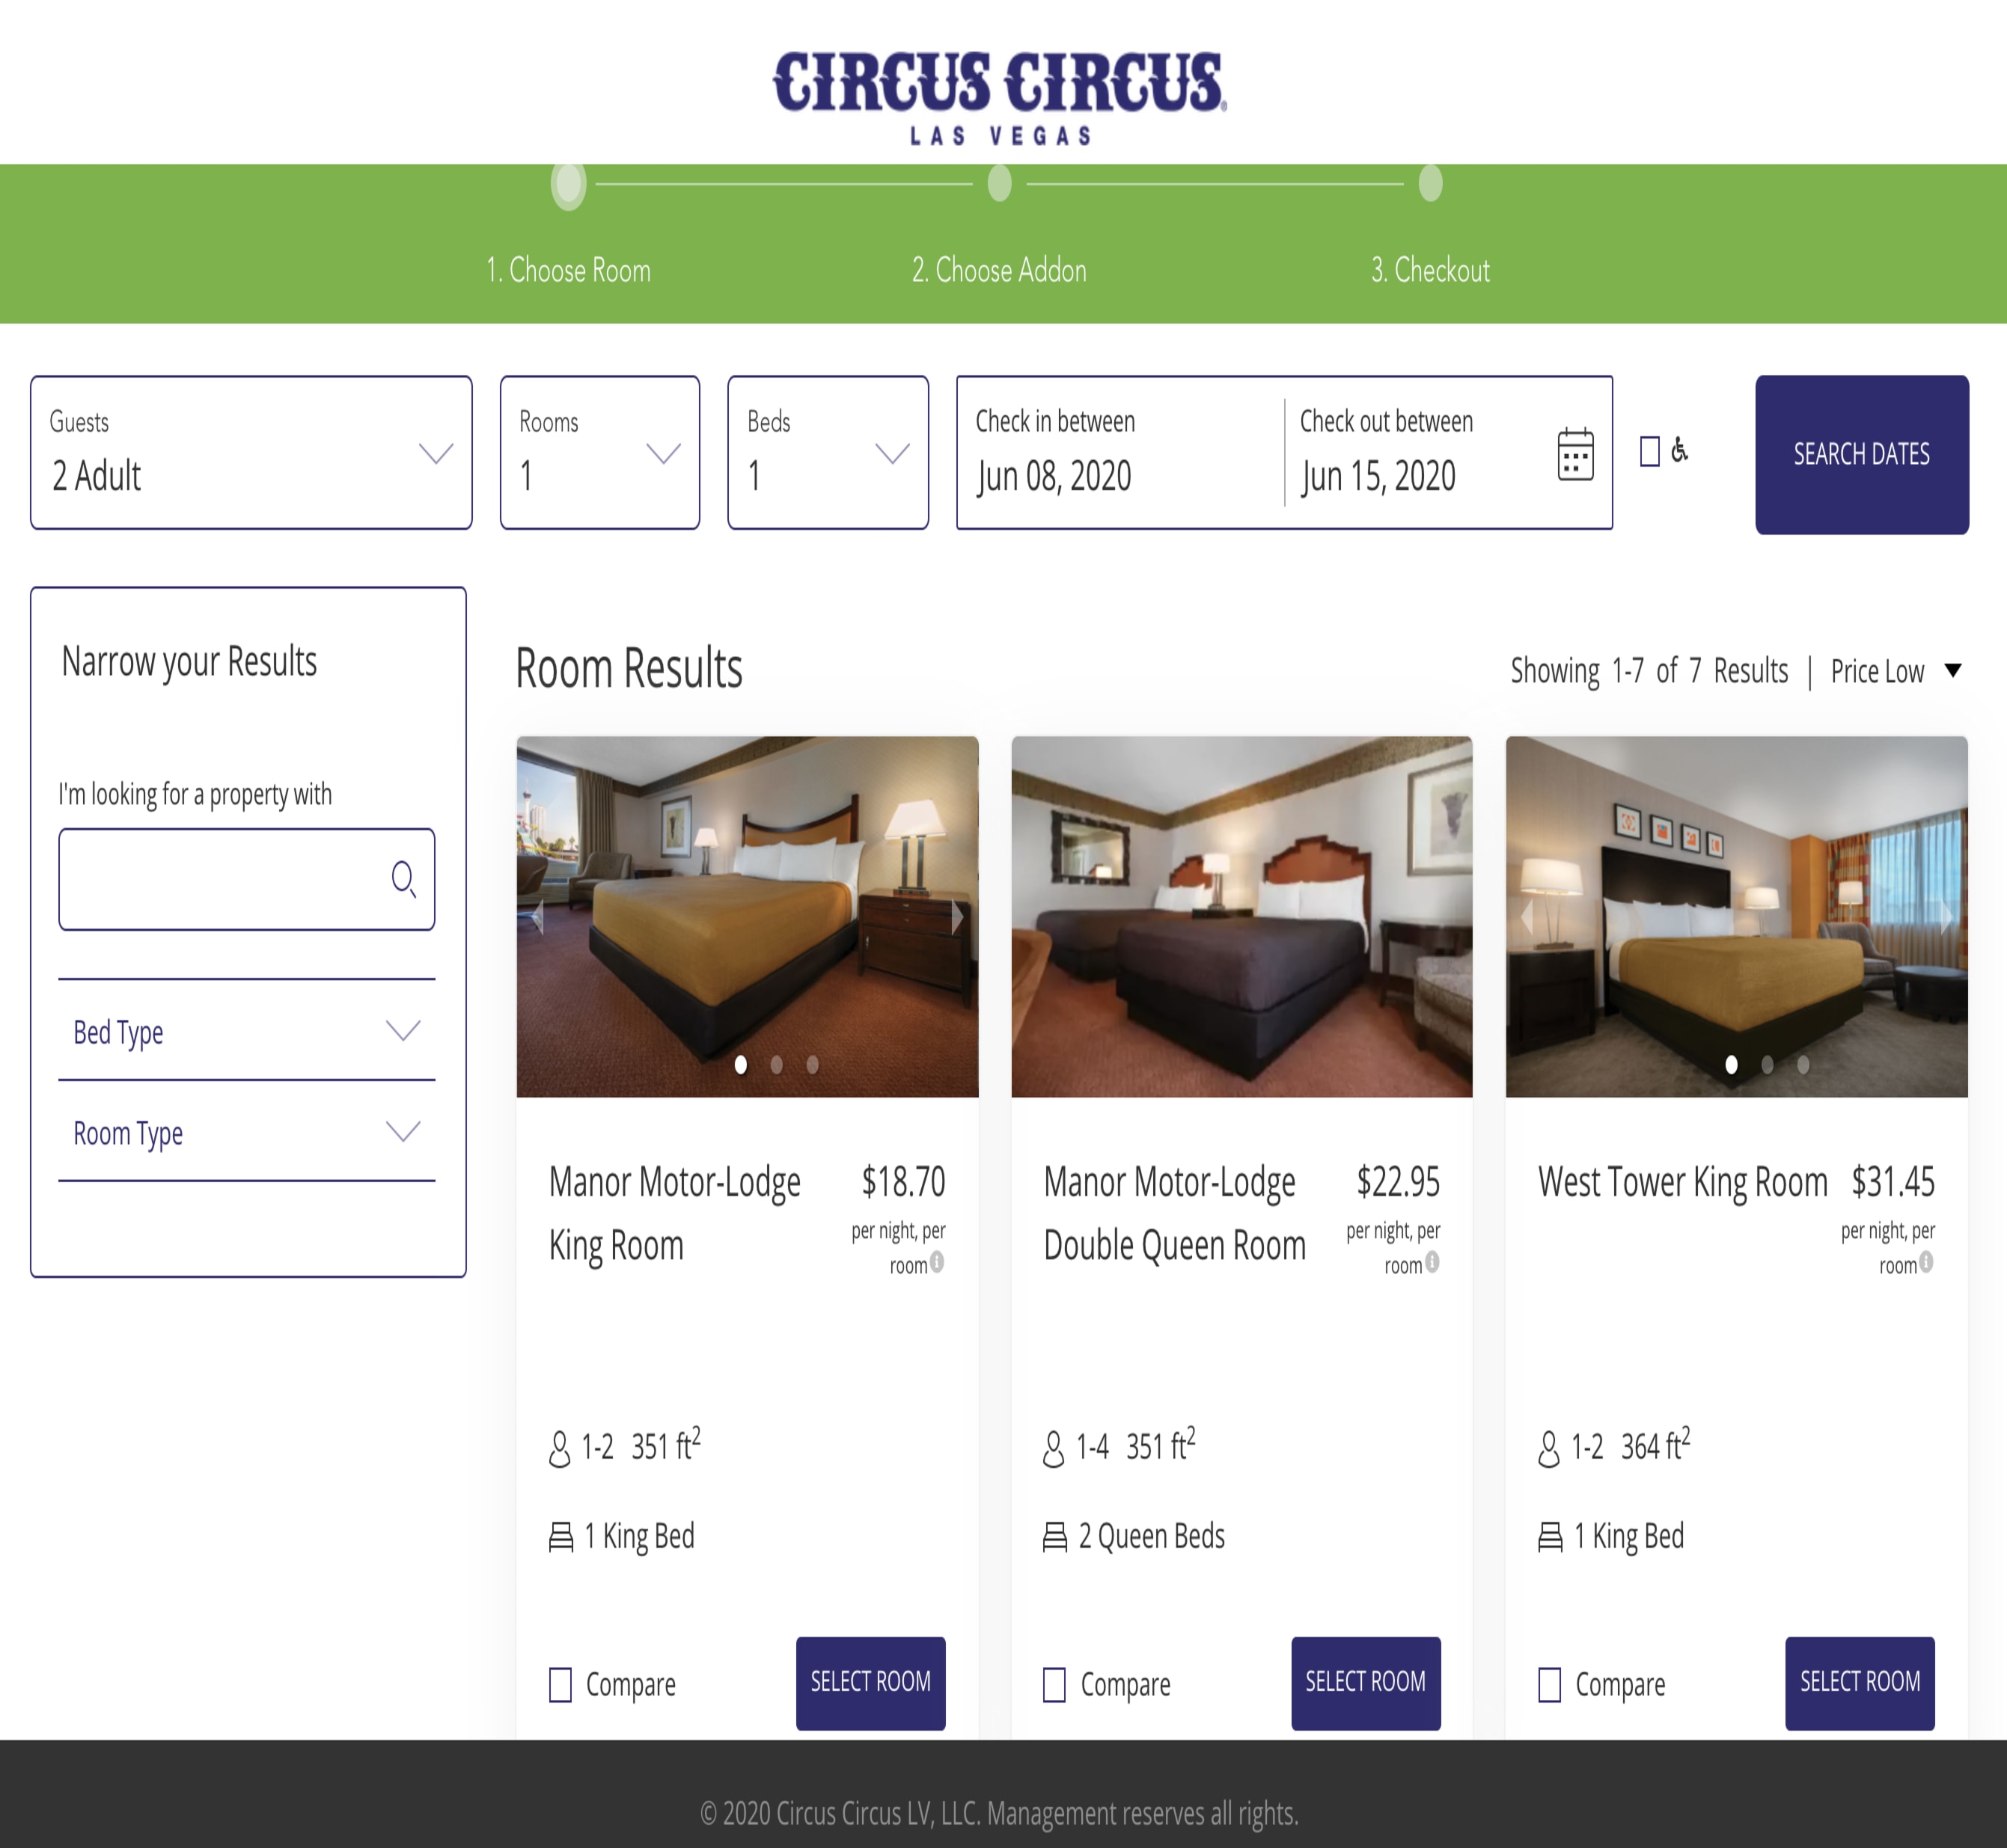 CIRCUS CIRCUS
LAS VEGAS
1. Choose Room
2. Choose Addon
3. Checkout
Guests
2 Adult
Rooms
1
Beds
1
Check in between
Jun 08, 2020
Check out between
Jun 15, 2020
SEARCH DATES
Narrow your Results
I'm looking for a property with
Bed Type
Room Type
Room Results
Showing 1-7 of 7 Results | Price Low
Manor Motor-Lodge
King Room
$18.70
per night, per
room
1-2 351 ft²
1 King Bed
Compare
SELECT ROOM
Manor Motor-Lodge
Double Queen Room
$22.95
per night, per
room
1-4 351 ft²
2 Queen Beds
Compare
SELECT ROOM
West Tower King Room
$31.45
per night, per
room
1-2 364 ft²
1 King Bed
Compare
SELECT ROOM
© 2020 Circus Circus LV, LLC. Management reserves all rights.